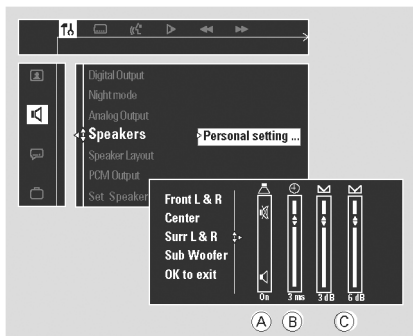 Digital Output
Night mode
Analog Output
Speakers
Personal setting ...
Speaker Layout
PCM Output
Set Speaker
Front L & R
Center
Surr L & R
Sub Woofer
OK to exit
On 3 ms 3 dB 6 dB
A B C